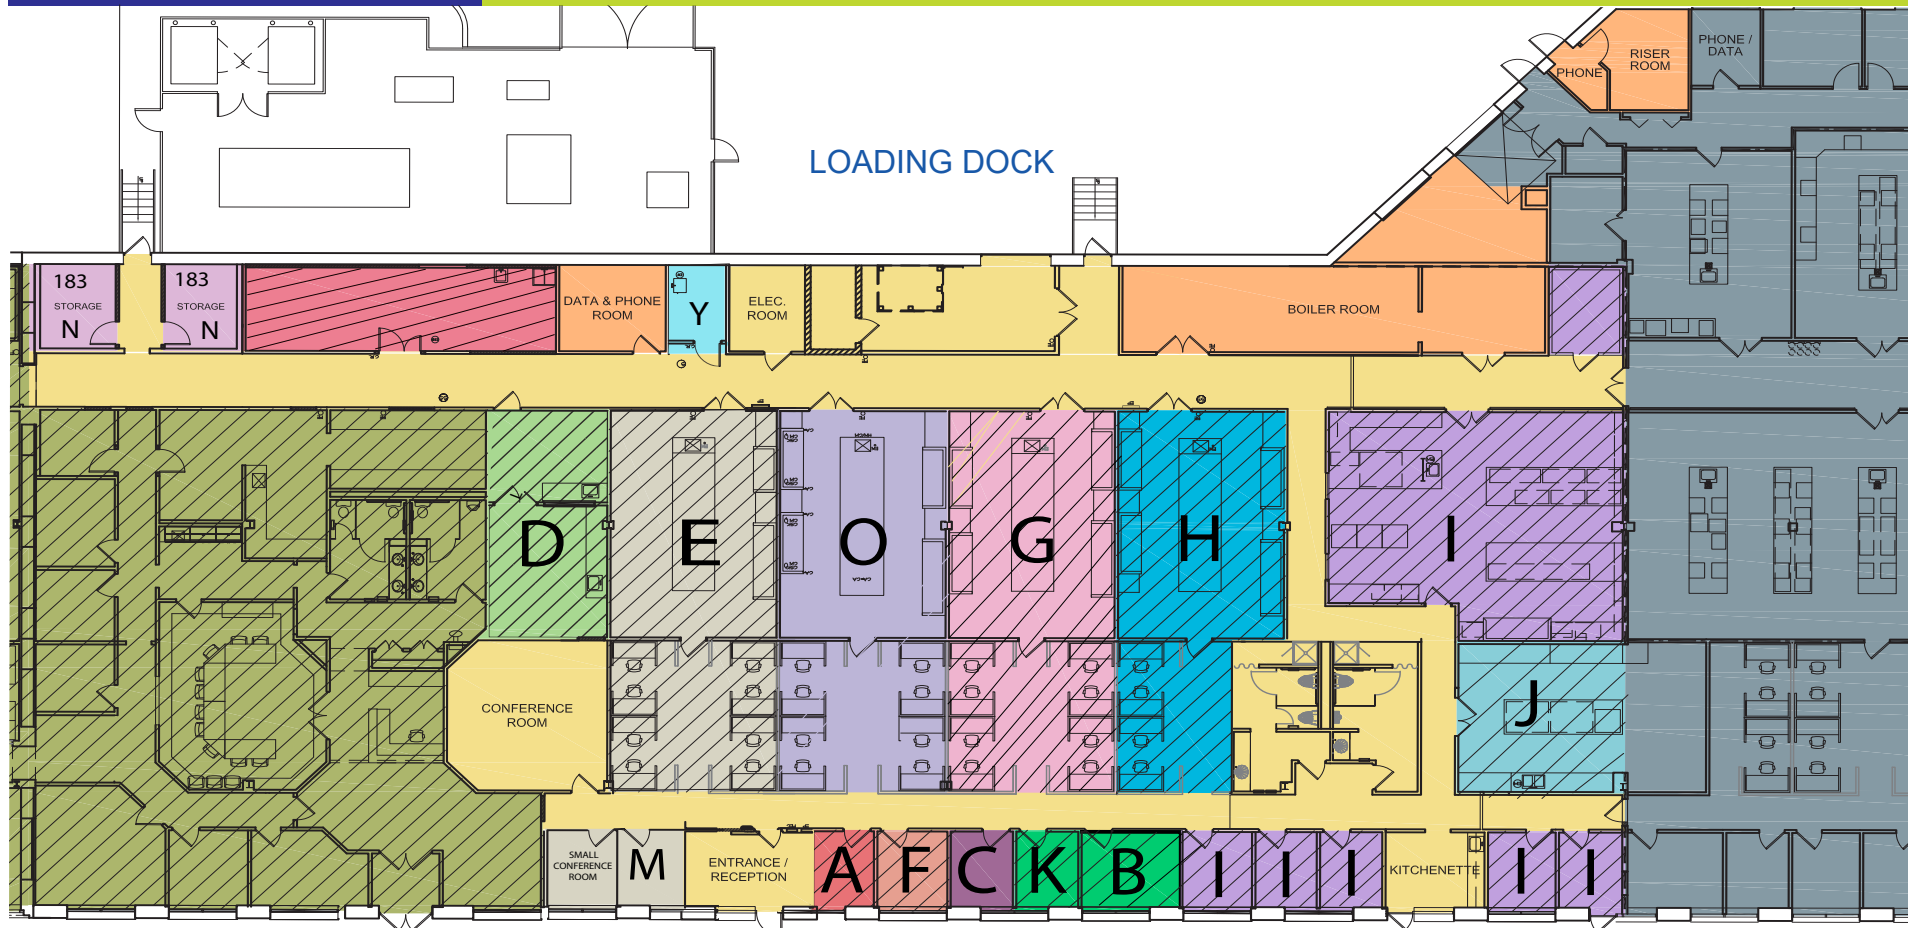 PHONE /
DATA
RISER
ROOM
PHONE
LOADING DOCK
183
STORAGE
N
183
STORAGE
N
DATA & PHONE
ROOM
Y
ELEC.
ROOM
BOILER ROOM
D
E
O
G
H
I
J
CONFERENCE
ROOM
SMALL
CONFERENCE
ROOM
M
ENTRANCE /
RECEPTION
A
F
C
K
B
I
I
I
KITCHENETTE
I
I